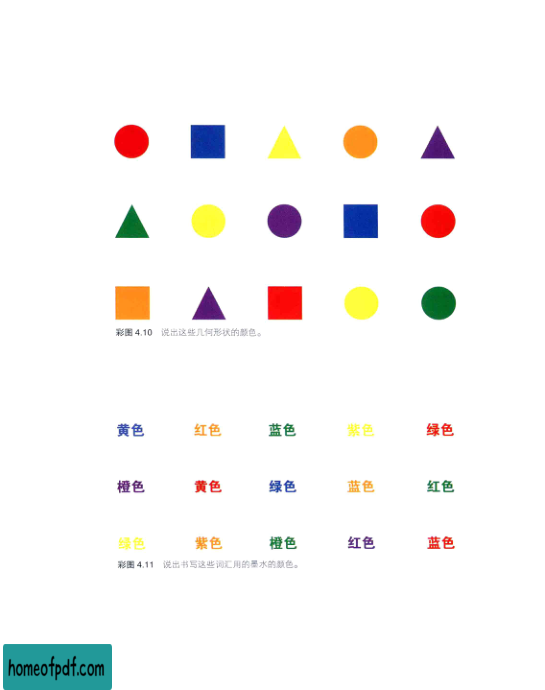 彩图 4.10 说出这些几何形状的颜色。
黄色 红色 蓝色 紫色 绿色
橙色 黄色 绿色 蓝色 红色
绿色 紫色 橙色 红色 蓝色
彩图 4.11 说出书写这些词汇用的墨水的颜色。
homeofpdf.com